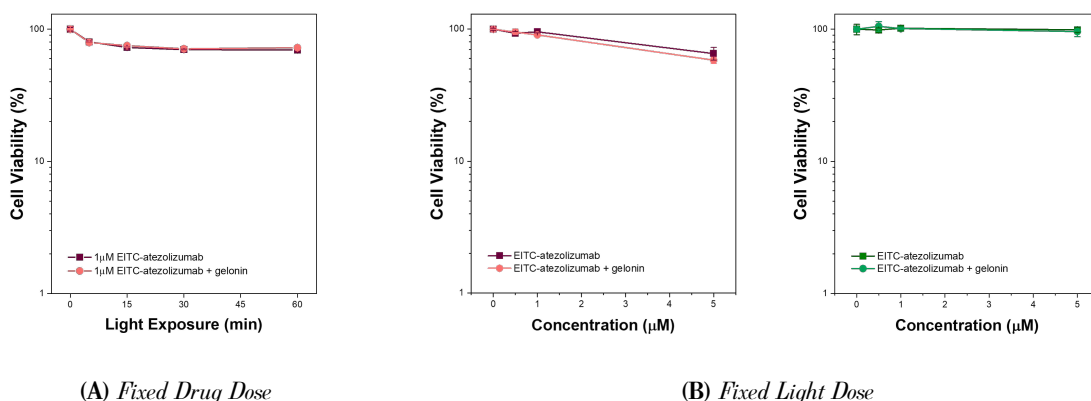 100
10
1
Cell Viability (%)
1μM EITC-atezolizumab
1μM EITC-atezolizumab + gelonin
0 15 30 45 60
Light Exposure (min)
100
10
1
Cell Viability (%)
EITC-atezolizumab
EITC-atezolizumab + gelonin
0 1 2 3 4 5
Concentration (μM)
100
10
1
Cell Viability (%)
EITC-atezolizumab
EITC-atezolizumab + gelonin
0 1 2 3 4 5
Concentration (μM)
(A) Fixed Drug Dose
(B) Fixed Light Dose